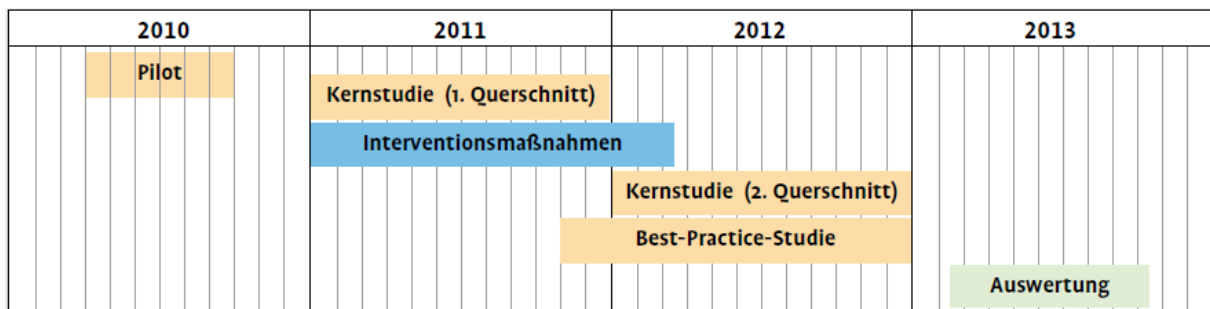 2010 2011 2012 2013
Pilot
Kernstudie (1. Querschnitt)
Interventionsmaßnahmen
Kernstudie (2. Querschnitt)
Best-Practice-Studie
Auswertung